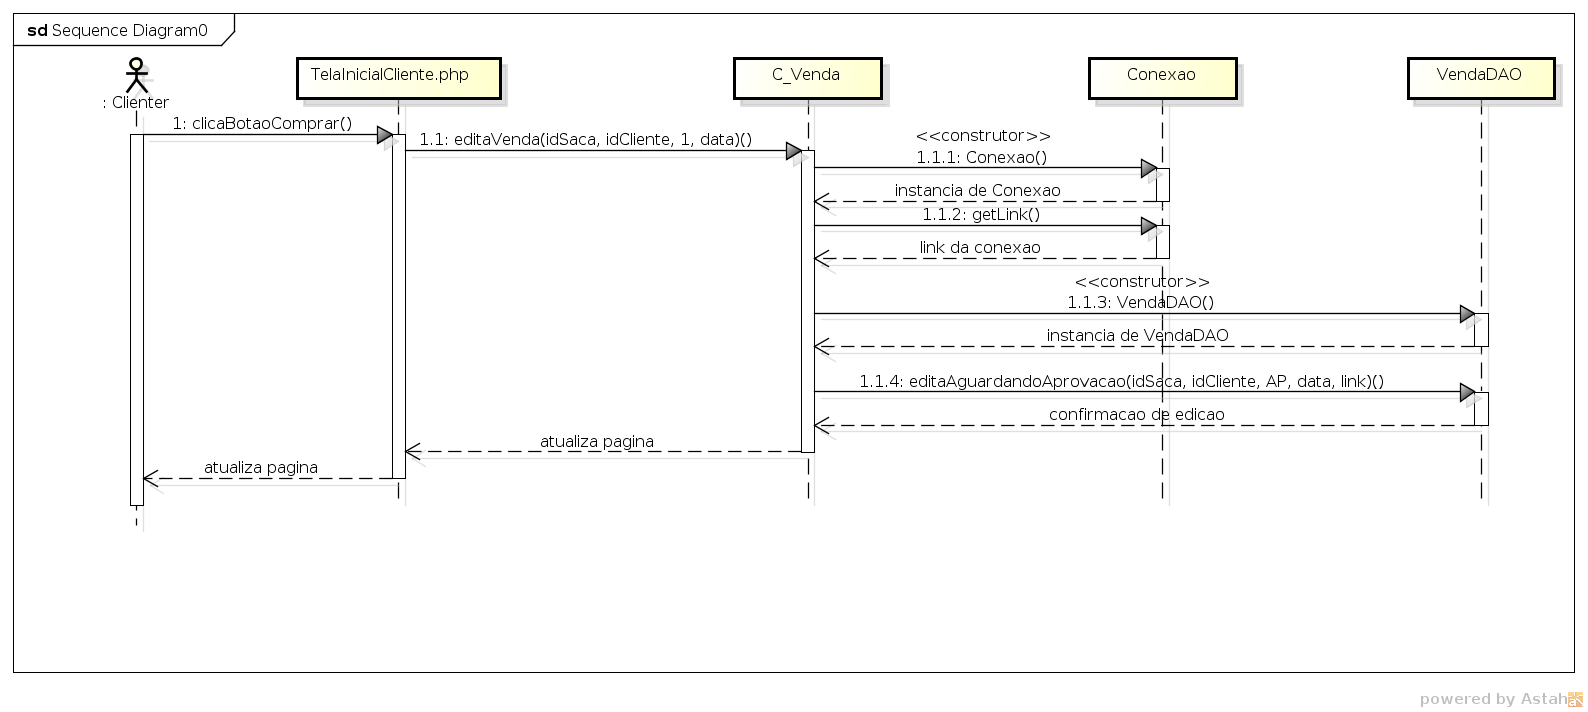 sd Sequence Diagram0
: Clienter
TelaInicialCliente.php
C_Venda
Conexao
VendaDAO
1: clicaBotaoComprar()
1.1: editaVenda(idSaca, idCliente, 1, data)()
<<construtor>>
1.1.1: Conexao()
instancia de Conexao
1.1.2: getLink()
link da conexao
<<construtor>>
1.1.3: VendaDAO()
instancia de VendaDAO
1.1.4: editaAguardandoAprovacao(idSaca, idCliente, AP, data, link)()
confirmacao de edicao
atualiza pagina
atualiza pagina
powered by Astah